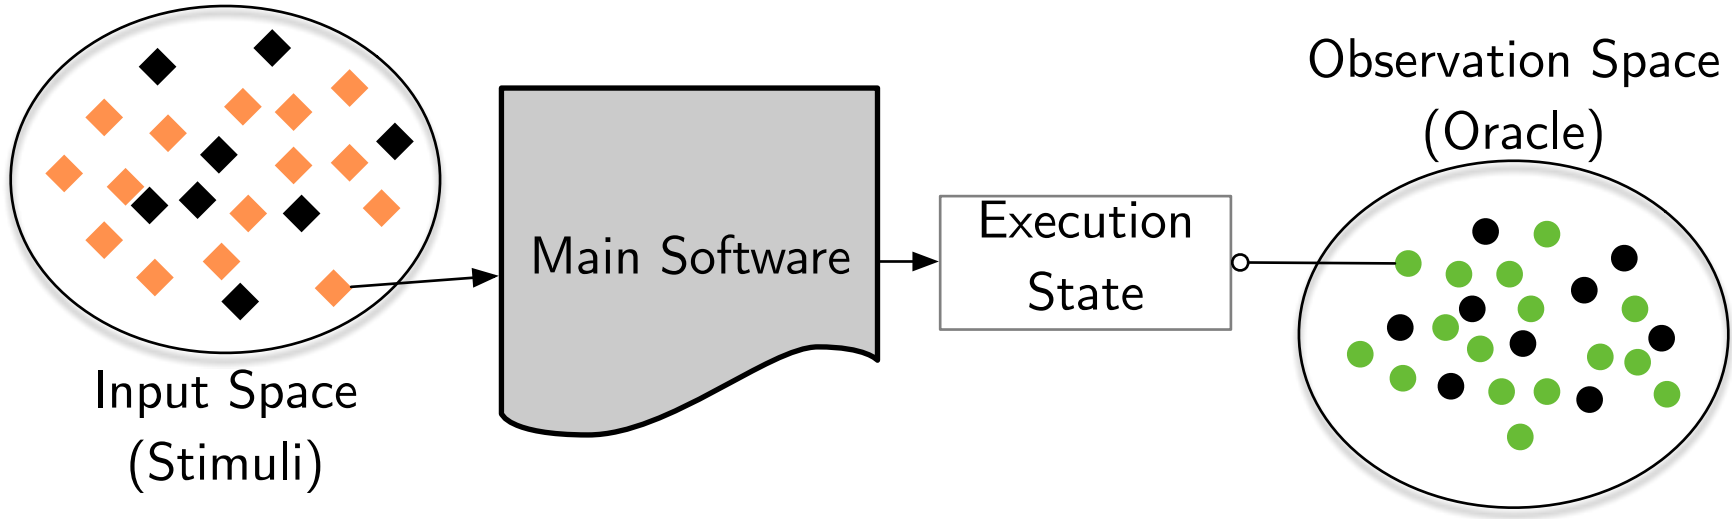 Input Space
(Stimuli)
Main Software
Execution
State
Observation Space
(Oracle)